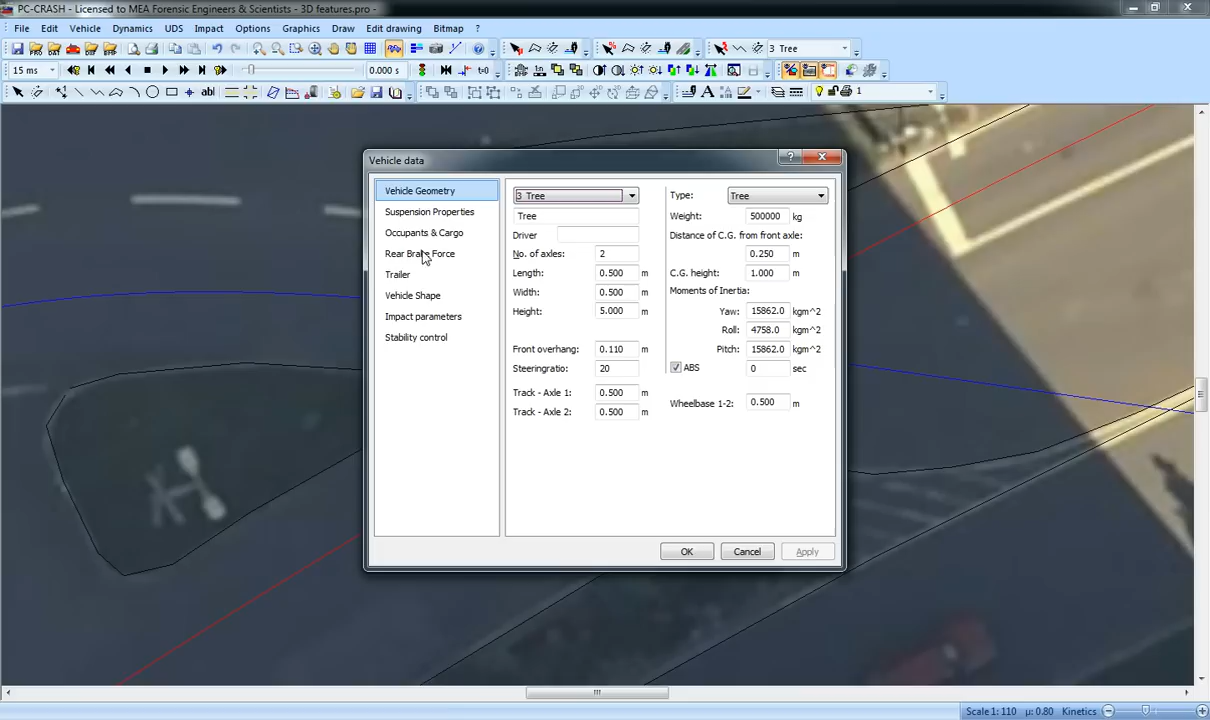 PC-CRASH - Licensed to MEA Forensic Engineers & Scientists - 3D features.pro -
File Edit Vehicle Dynamics UDS Impact Options Graphics Draw Ellipsoids Bitmap ?
3 Tree
15 ms 0.000 s t=0
abl 1
Vehicle data
Vehicle Geometry
Suspension Properties
Occupants & Cargo
Rear Brake Force
Trailer
Vehicle Shape
Impact parameters
Stability control
3 Tree
Tree
Driver
No. of axles: 2
Length: 0.500 m
Width: 0.500 m
Height: 5.000 m
Front overhang: 0.110 m
Steeringratio: 20
Track - Axle 1: 0.500 m
Track - Axle 2: 0.500 m
Type: Tree
Weight: 500000 kg
Distance of C.G. from front axle:
0.250 m
C.G. height: 1.000 m
Moments of Inertia:
Yaw: 15862.0 kgm^2
Roll: 4758.0 kgm^2
Pitch: 15862.0 kgm^2
ABS 0 sec
Wheelbase 1-2: 0.500 m
OK Cancel Apply
Scale 1: 110 µ: 0.80 Kinetics